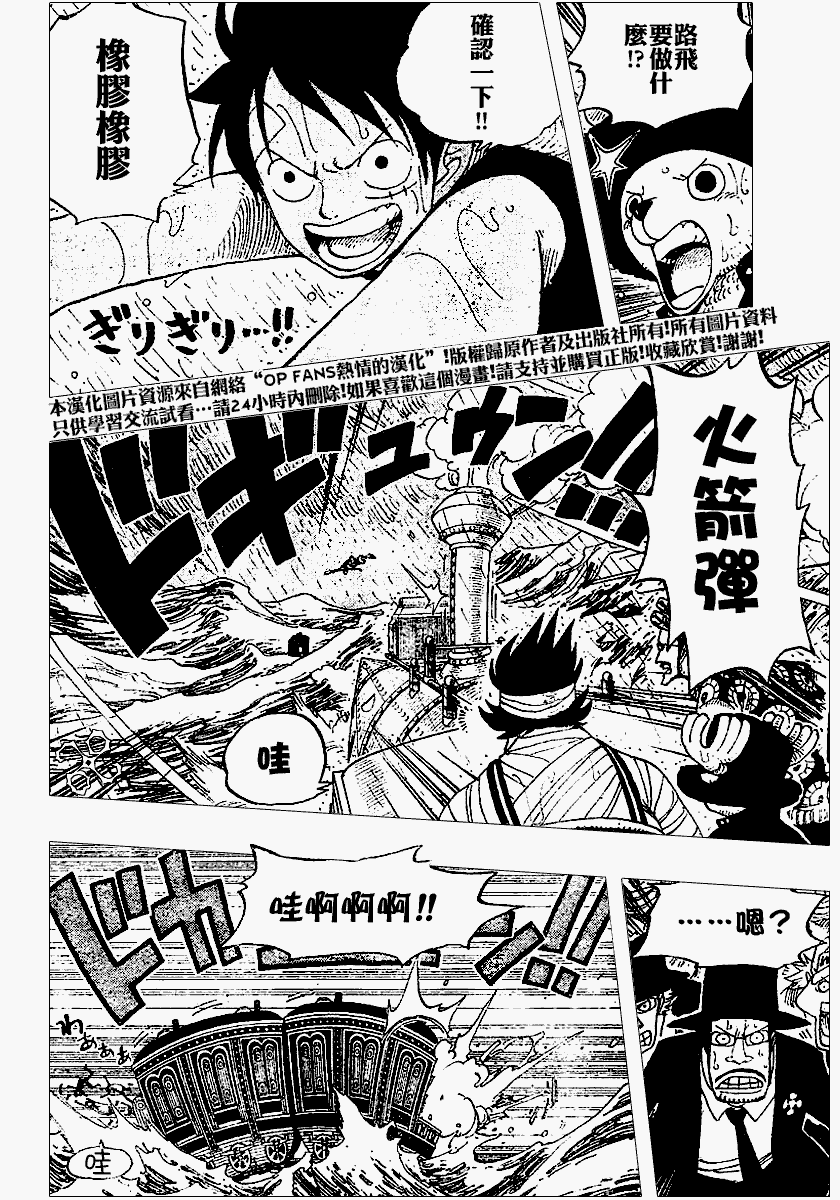 路飛
要做什
麼!?
確認一下!!
橡膠橡膠
ぎりぎり…!!
本漢化圖片資源來自網絡“OP FANS熱情的漢化”!版權歸原作者及出版社所有!所有圖片資料
只供學習交流試看…請24小時內刪除!如果喜歡這個漫畫!請支持並購買正版!收藏欣賞!謝謝!
火箭彈
ドギュウン!!
哇
……嗯?
哇啊啊啊!!
ドカン!!
わぁぁぁ
哇